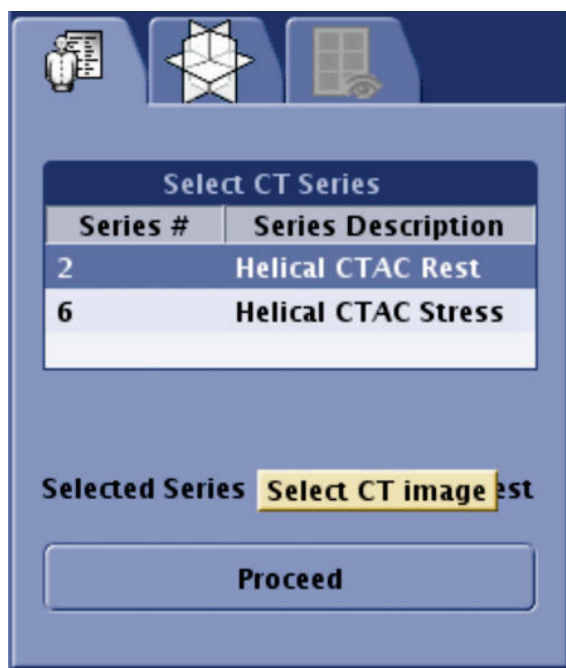 Select CT Series
Series # Series Description
2 Helical CTAC Rest
6 Helical CTAC Stress
Selected Series Select CT image est
Proceed